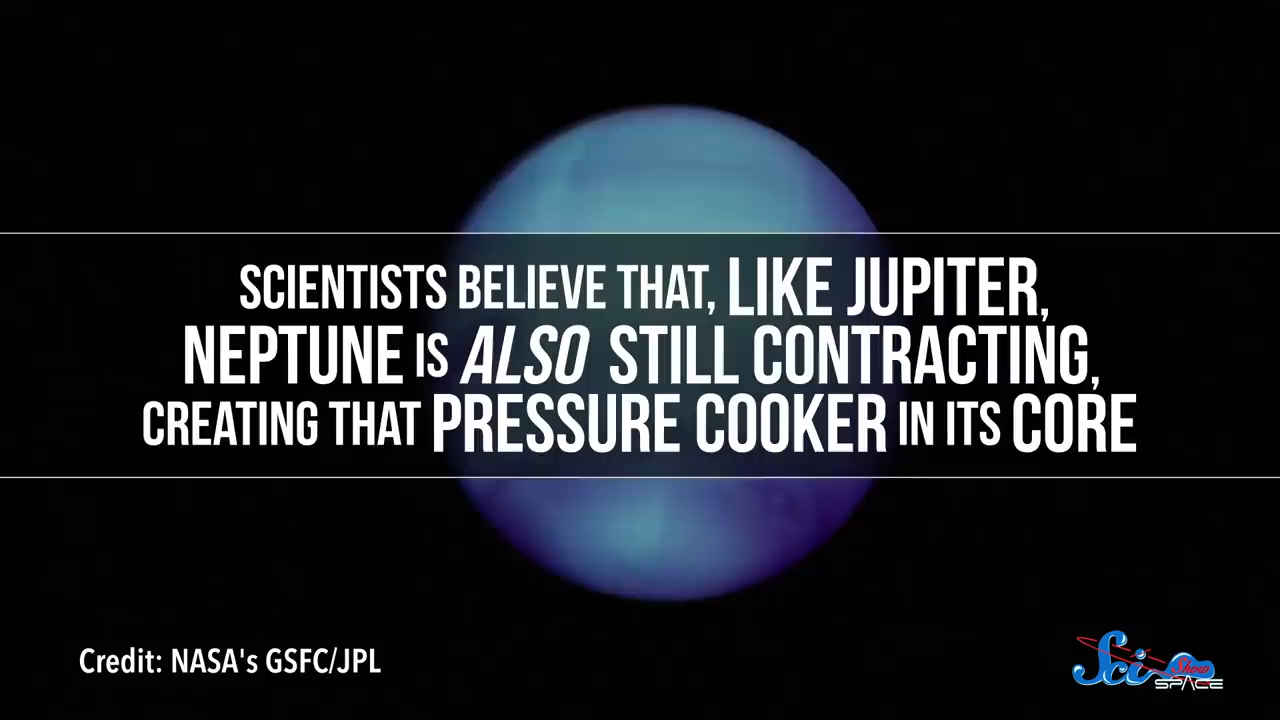 SCIENTISTS BELIEVE THAT, LIKE JUPITER,
NEPTUNE IS ALSO STILL CONTRACTING,
CREATING THAT PRESSURE COOKER IN ITS CORE
Credit: NASA's GSFC/JPL
Sci Show
SPACE